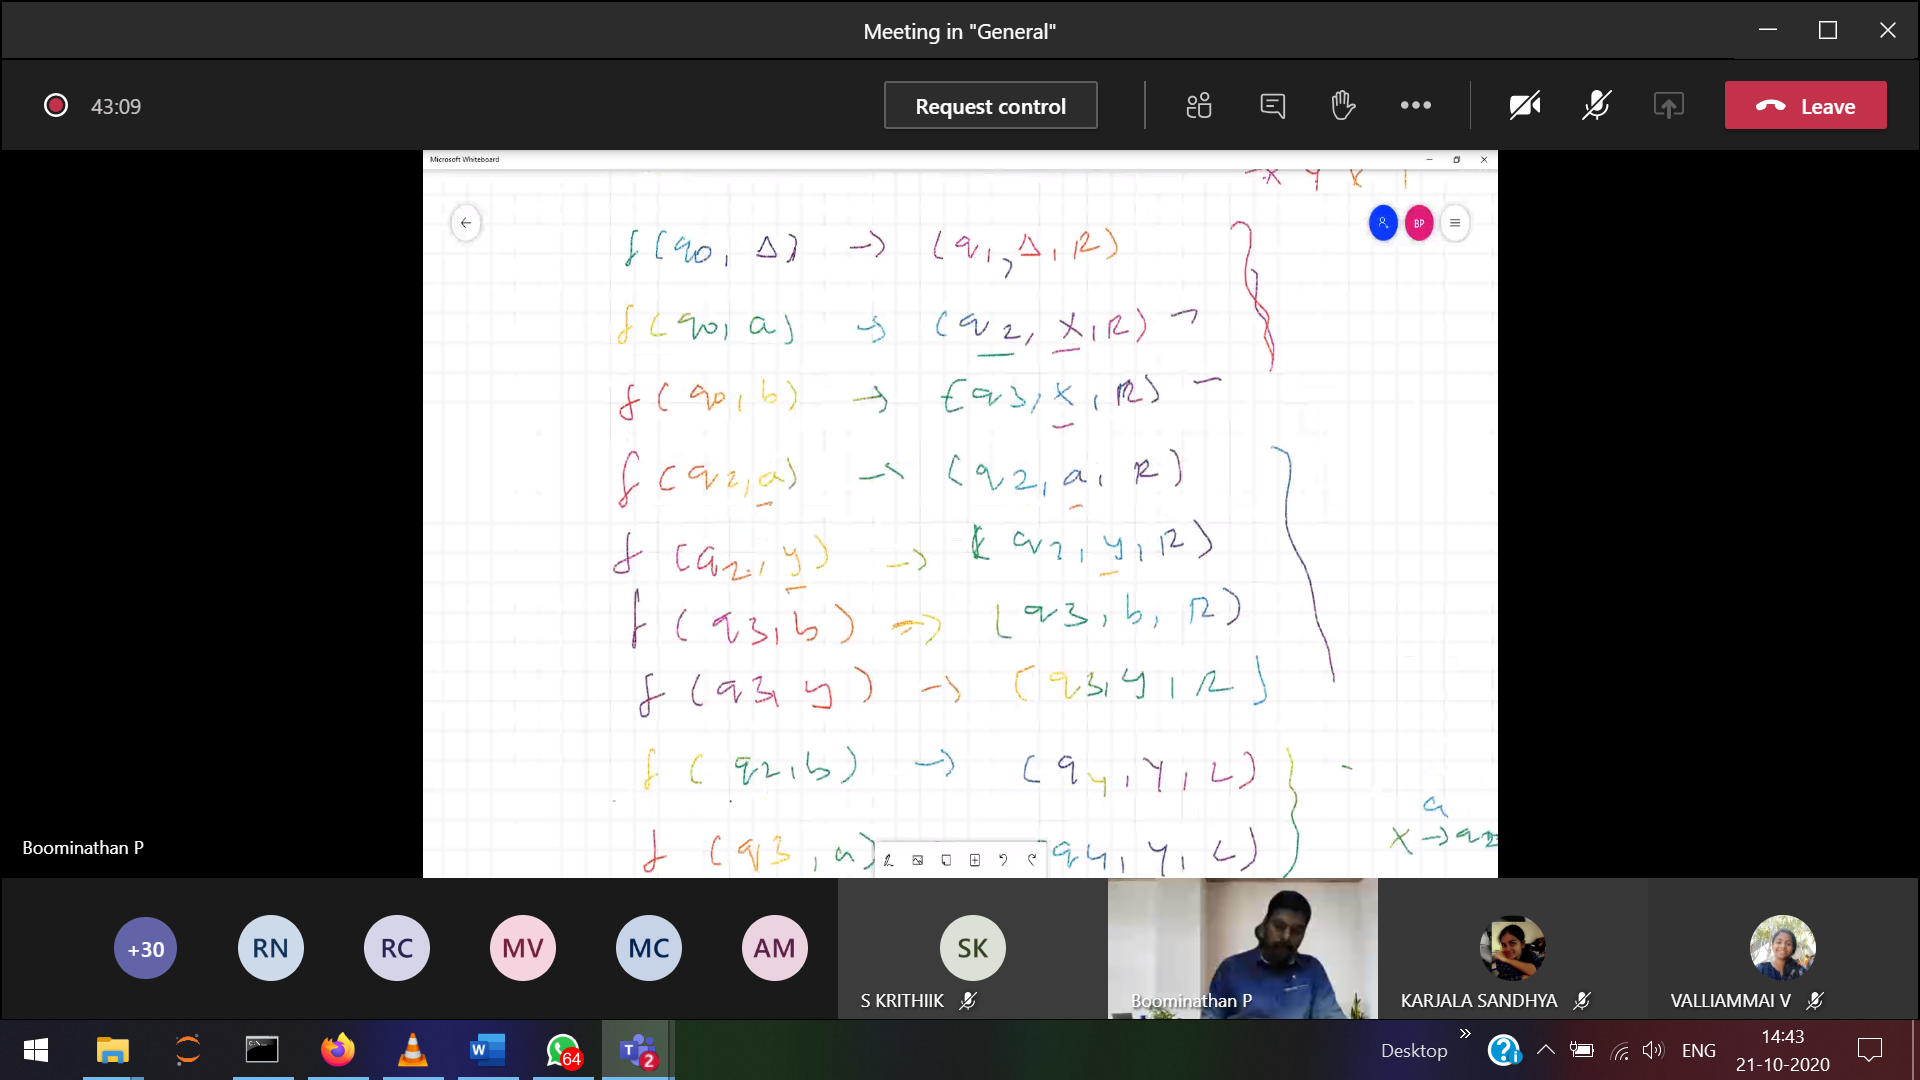 Meeting in "General"
43:09
Request control
Leave
Microsoft Whiteboard
BP
f(q0, Δ) → (q1, Δ, R)
f(q0, a) → (q2, X, R)
f(q0, b) → (q3, X, R)
f(q2, a) → (q2, a, R)
f(q2, y) → (q2, y, R)
f(q3, b) → (q3, b, R)
f(q3, y) → (q3, y, R)
f(q2, b) → (q4, Y, L)
f(q3, a) q4, Y, L)
a
X → q2
Boominathan P
+30
RN
RC
MV
MC
AM
SK
S KRITHIIK
Boominathan P
KARJALA SANDHYA
VALLIAMMAI V
64
2
Desktop
ENG
14:43
21-10-2020